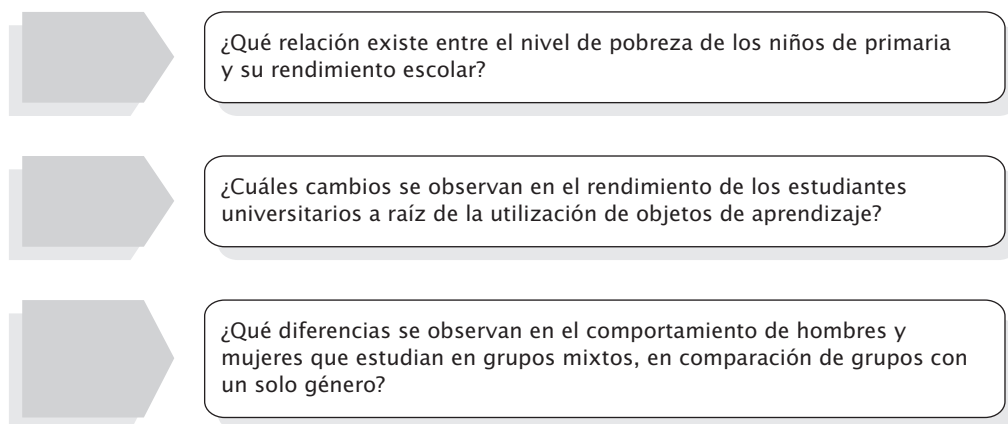 ¿Qué relación existe entre el nivel de pobreza de los niños de primaria
y su rendimiento escolar?
¿Cuáles cambios se observan en el rendimiento de los estudiantes
universitarios a raíz de la utilización de objetos de aprendizaje?
¿Qué diferencias se observan en el comportamiento de hombres y
mujeres que estudian en grupos mixtos, en comparación de grupos con
un solo género?